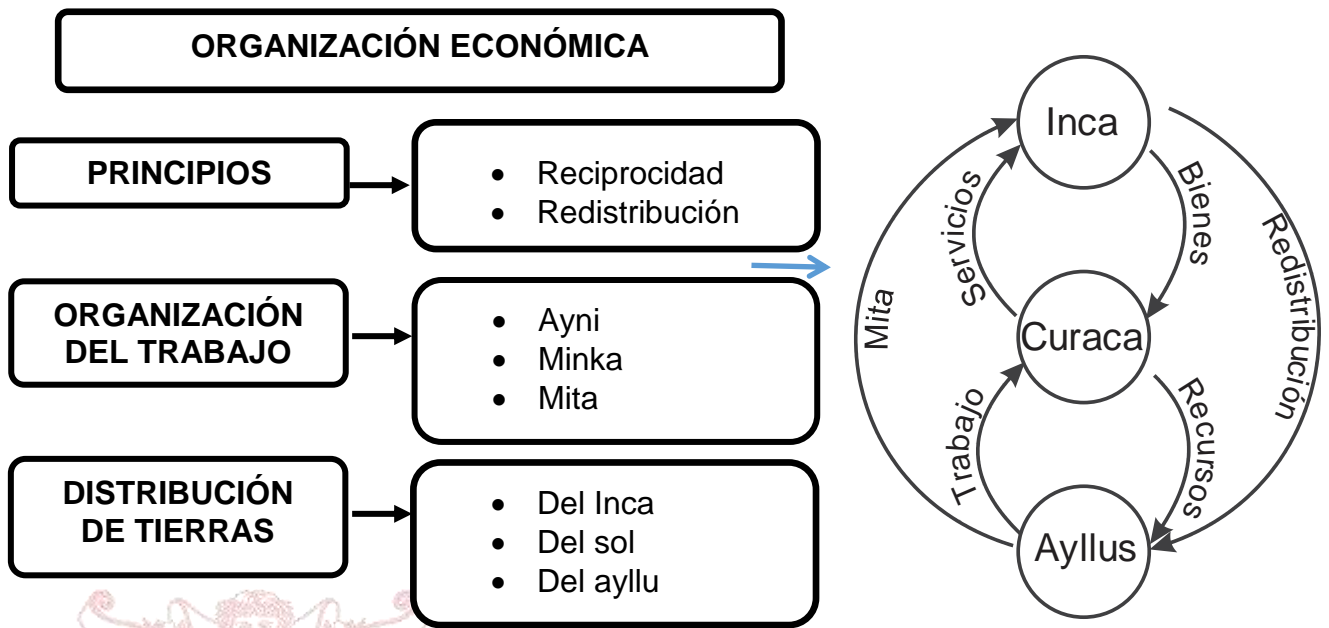 ORGANIZACIÓN ECONÓMICA
PRINCIPIOS
• Reciprocidad
• Redistribución
ORGANIZACIÓN
DEL TRABAJO
• Ayni
• Minka
• Mita
DISTRIBUCIÓN
DE TIERRAS
• Del Inca
• Del sol
• Del ayllu
Inca
Servicios
Bienes
Mita
Redistribución
Curaca
Trabajo
Recursos
Ayllus